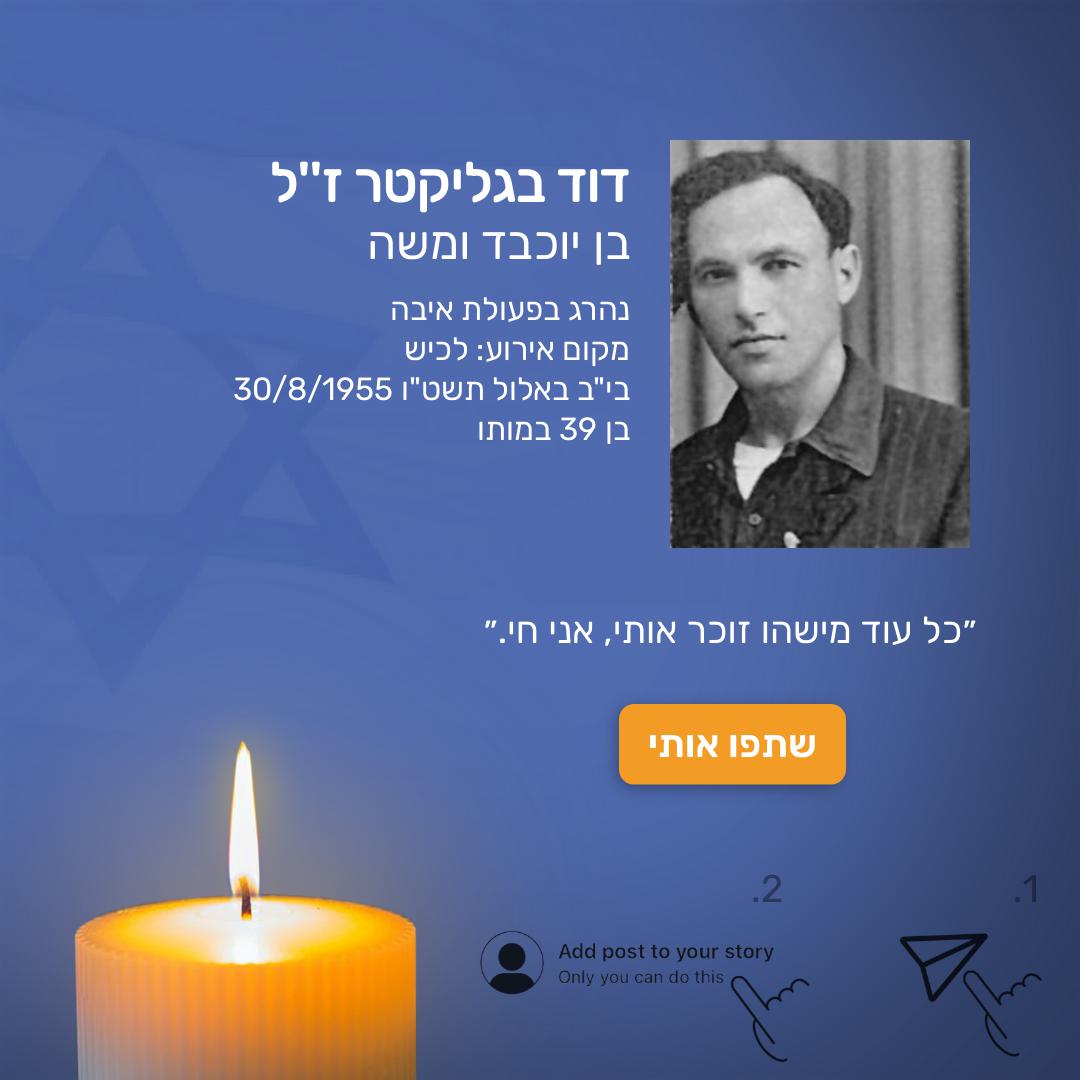 דוד בגליקטר ז"ל
בן יוכבד ומשה
נהרג בפעולת איבה
מקום אירוע: לכיש
בי"ב באלול תשט"ו 30/8/1955
בן 39 במותו
״כל עוד מישהו זוכר אותי, אני חי.״
שתפו אותי
.1
.2
Add post to your story
Only you can do this